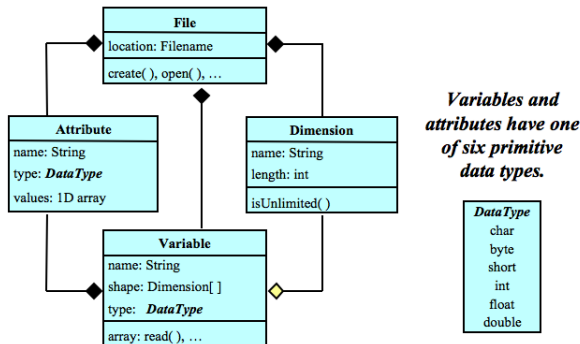 File
location: Filename
create( ), open( ), ...
Attribute
name: String
type: DataType
values: 1D array
Dimension
name: String
length: int
isUnlimited( )
Variable
name: String
shape: Dimension[ ]
type: DataType
array: read( ), ...
Variables and
attributes have one
of six primitive
data types.
DataType
char
byte
short
int
float
double